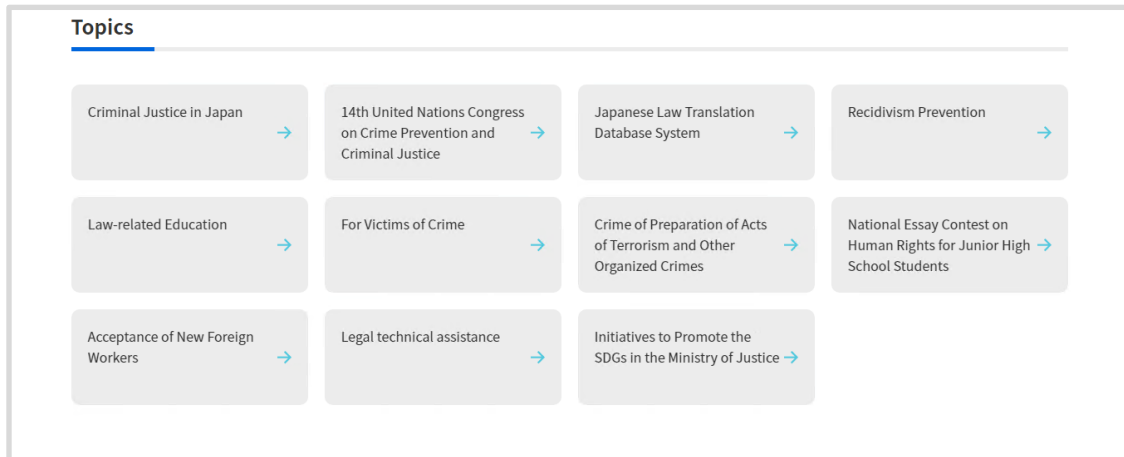 Topics
Criminal Justice in Japan
14th United Nations Congress
on Crime Prevention and
Criminal Justice
Japanese Law Translation
Database System
Recidivism Prevention
Law-related Education
For Victims of Crime
Crime of Preparation of Acts
of Terrorism and Other
Organized Crimes
National Essay Contest on
Human Rights for Junior High
School Students
Acceptance of New Foreign
Workers
Legal technical assistance
Initiatives to Promote the
SDGs in the Ministry of Justice